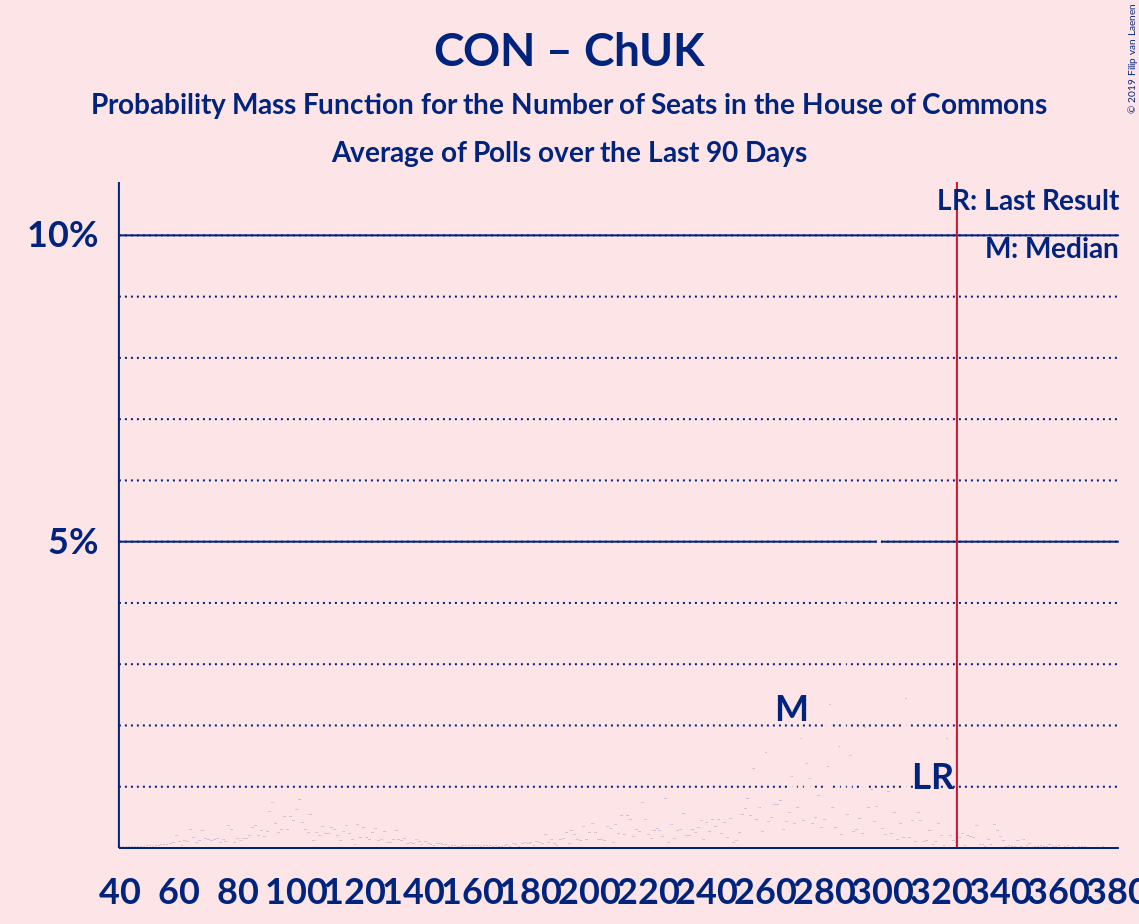 CON – ChUK
Probability Mass Function for the Number of Seats in the House of Commons
Average of Polls over the Last 90 Days
© 2019 Filip van Laenen
LR: Last Result
M: Median
10%
5%
M
LR
40 60 80 100 120 140 160 180 200 220 240 260 280 300 320 340 360 380